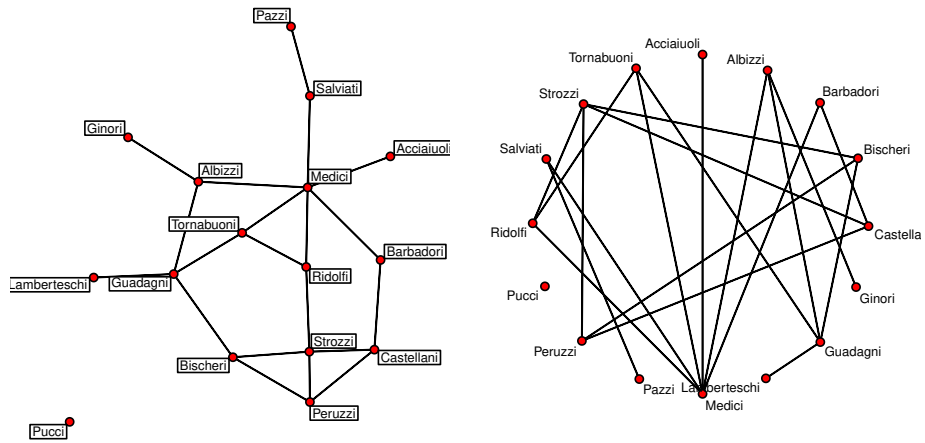 Pazzi
Salviati
Ginori
Acciaiuoli
Albizzi
Medici
Tornabuoni
Barbadori
Ridolfi
Lamberteschi
Guadagni
Strozzi
Bischeri
Castellani
Peruzzi
Pucci
Acciaiuoli
Tornabuoni
Albizzi
Strozzi
Barbadori
Salviati
Bischeri
Ridolfi
Castella
Pucci
Ginori
Peruzzi
Guadagni
Pazzi
Lamberteschi
Medici